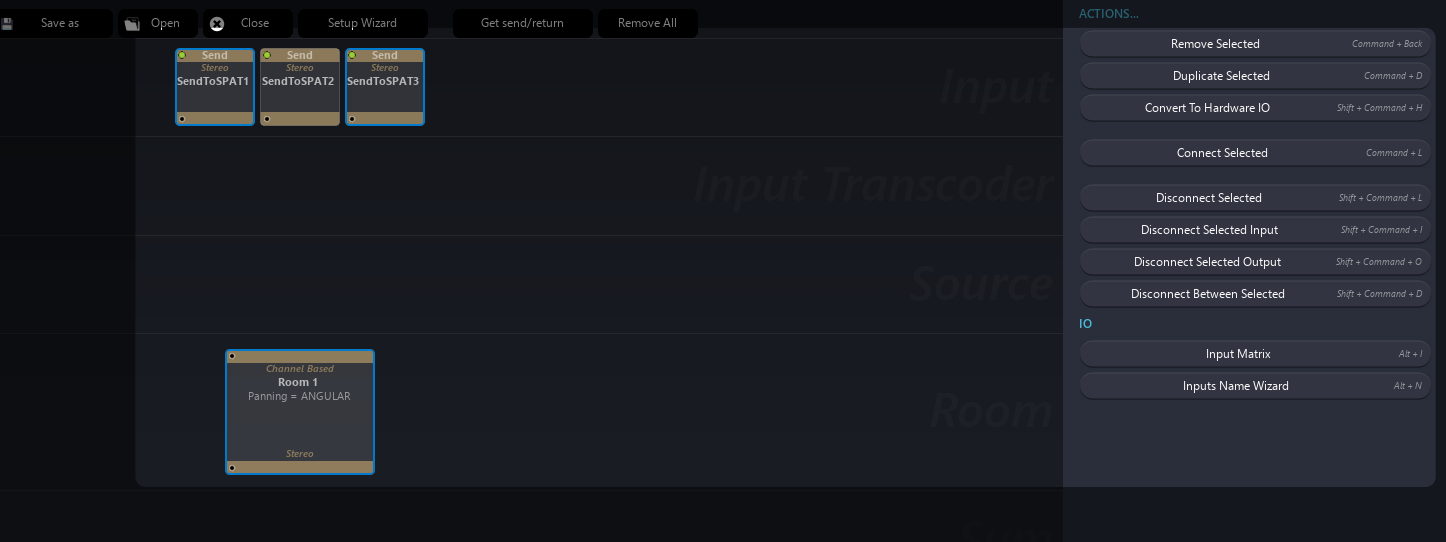 Save as
Open
Close
Setup Wizard
Get send/return
Remove All
ACTIONS...
Remove Selected Command + Back
Duplicate Selected Command + D
Convert To Hardware IO Shift + Command + H
Connect Selected Command + L
Disconnect Selected Shift + Command + L
Disconnect Selected Input Shift + Command + I
Disconnect Selected Output Shift + Command + O
Disconnect Between Selected Shift + Command + D
IO
Input Matrix Alt + I
Inputs Name Wizard Alt + N
Send
Stereo
SendToSPAT1
Send
Stereo
SendToSPAT2
Send
Stereo
SendToSPAT3
Input
Input Transcoder
Source
Channel Based
Room 1
Panning = ANGULAR
Stereo
Room